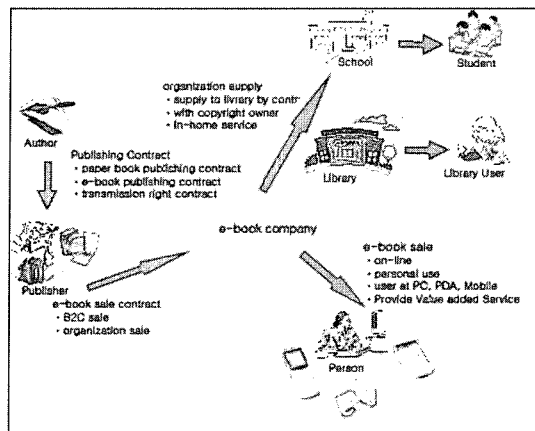 School
Student
organization supply
• supply to livrary by contr
• with copyright owner
• In-home service
Author
Publishing Contract
• paper book publishing contract
• e-book publishing contract
• transmission right contract
Library
Library User
e-book company
Publisher
e-book sale contract
• B2C sale
• organization sale
e-book sale
• on-line
• personal use
• user at PC, PDA, Mobile
• Provide Value added Service
Person